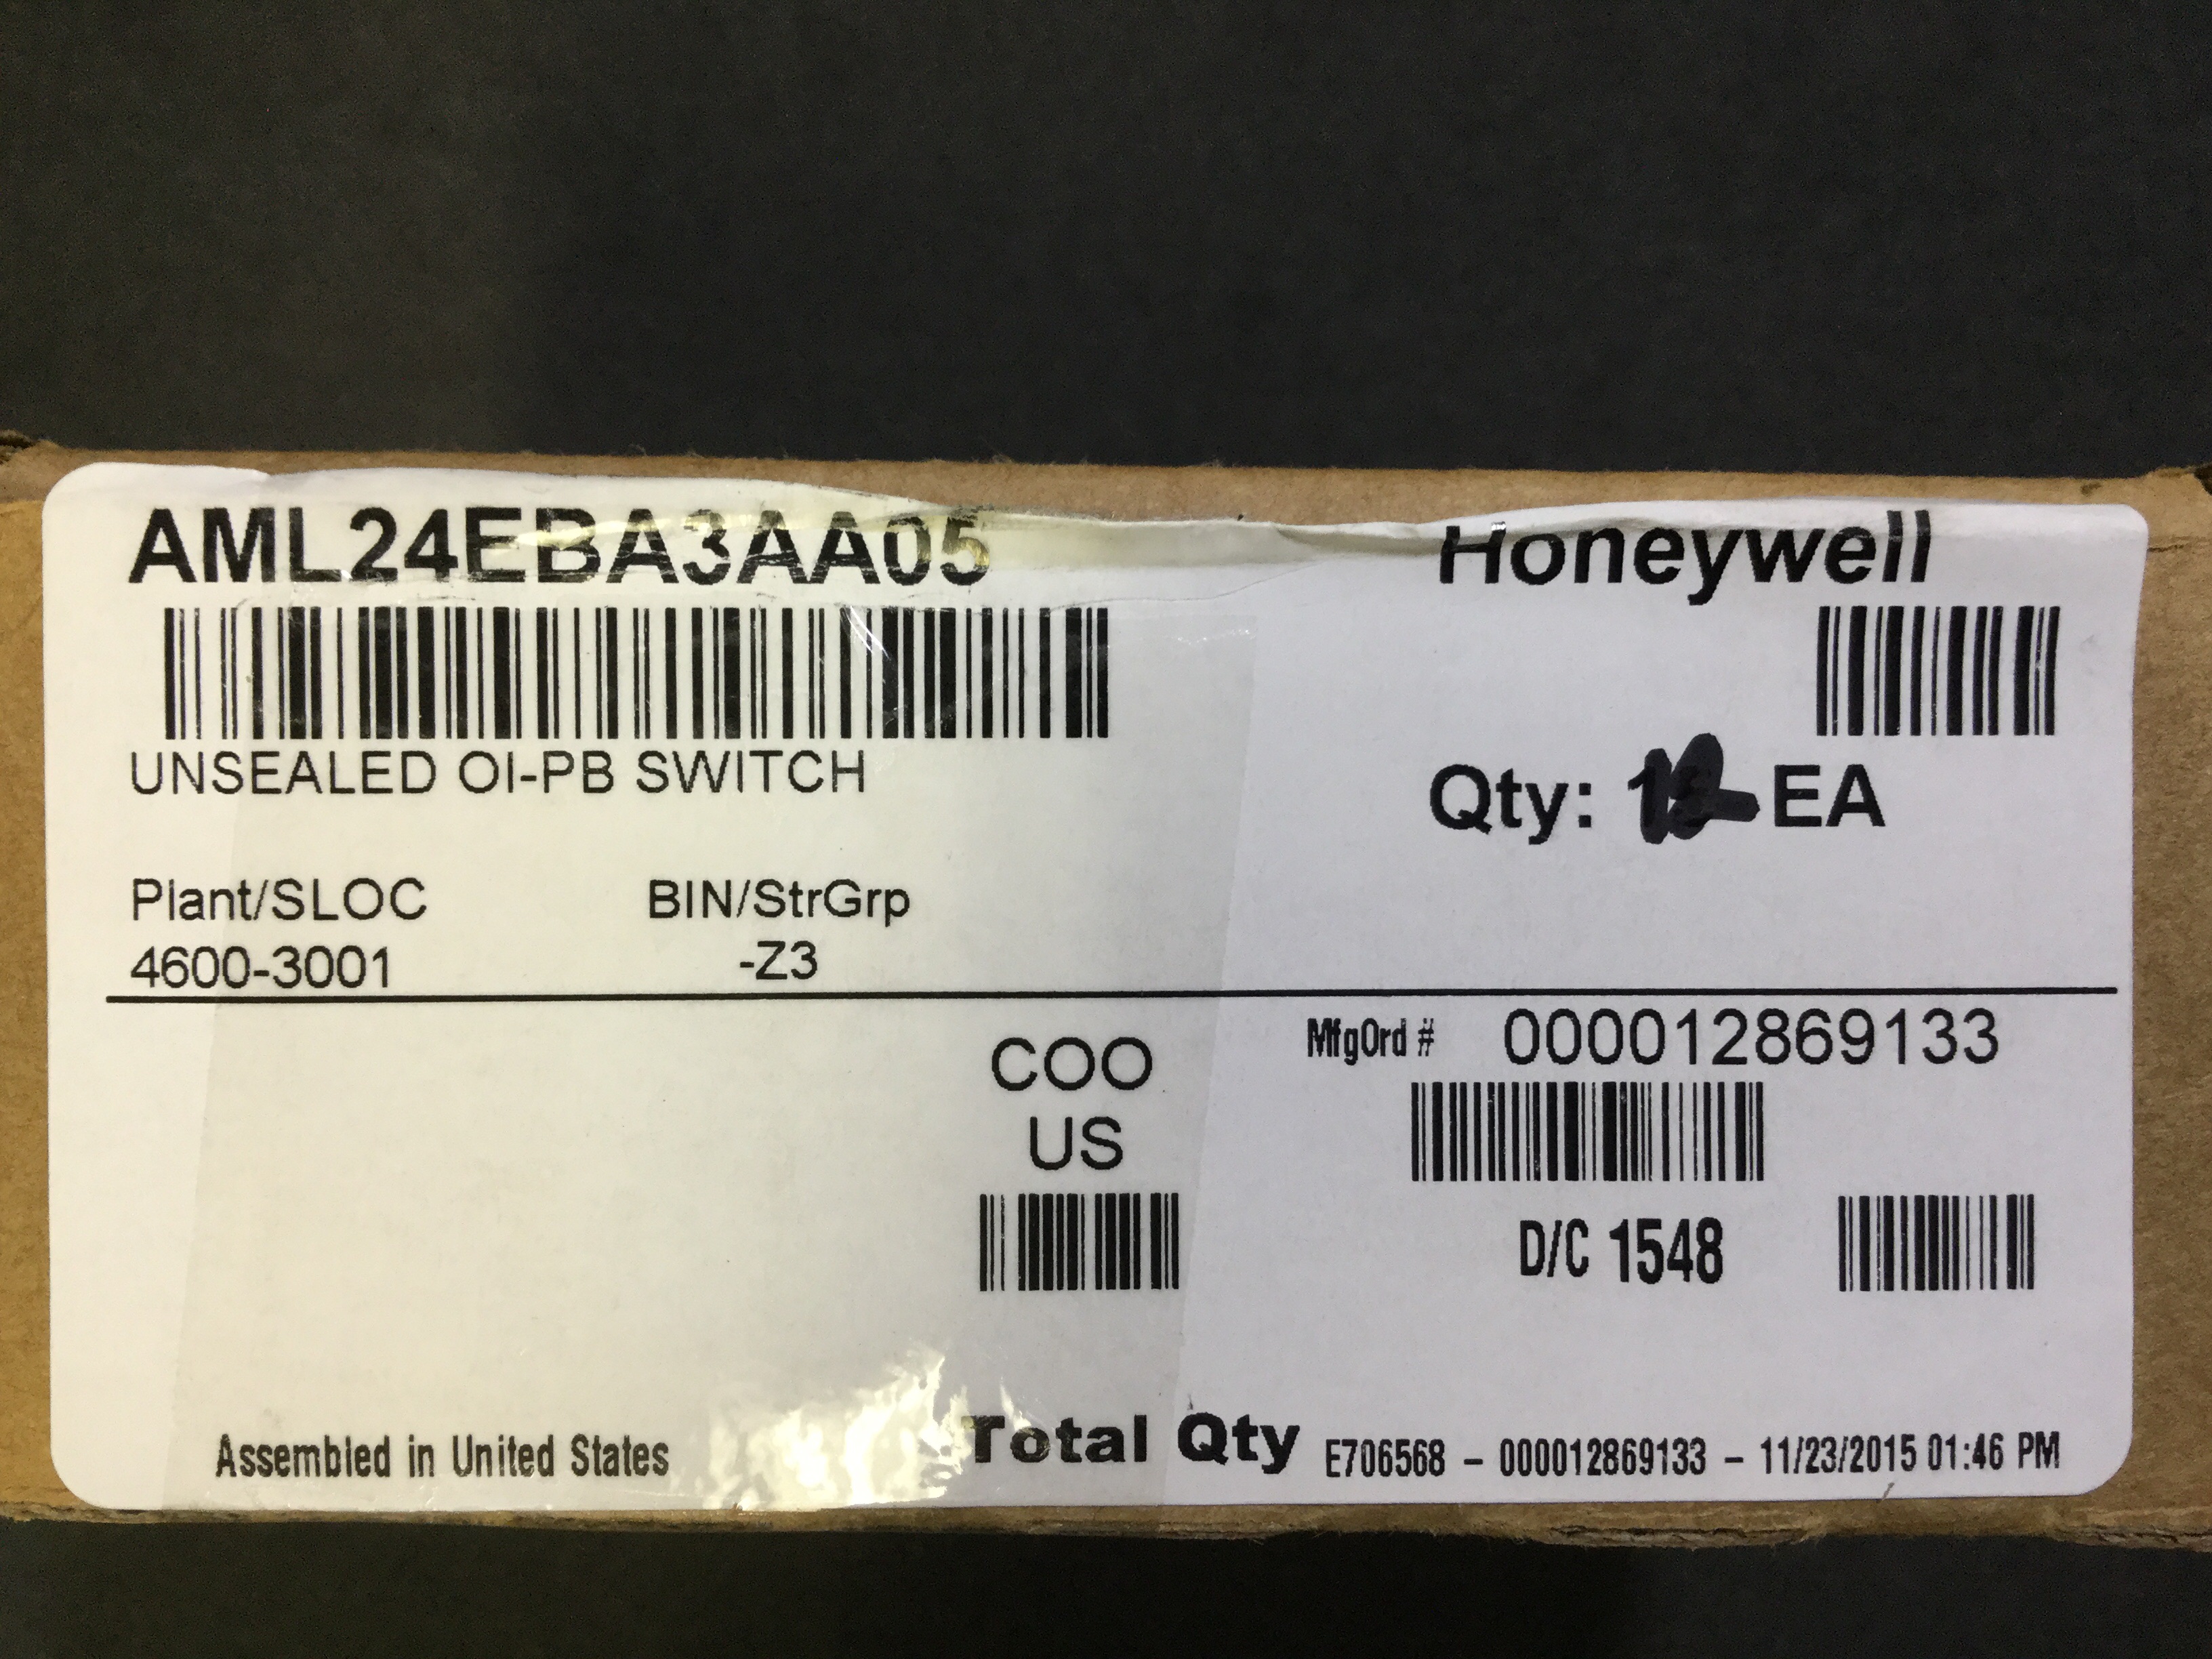 AML24EBA3AA05
Honeywell
UNSEALED OI-PB SWITCH
Qty: EA
Plant/SLOC
BIN/StrGrp
4600-3001
-Z3
COO
US
MfgOrd # 000012869133
D/C 1548
Assembled in United States
Total Qty
E706568 - 000012869133 - 11/23/2015 01:46 PM